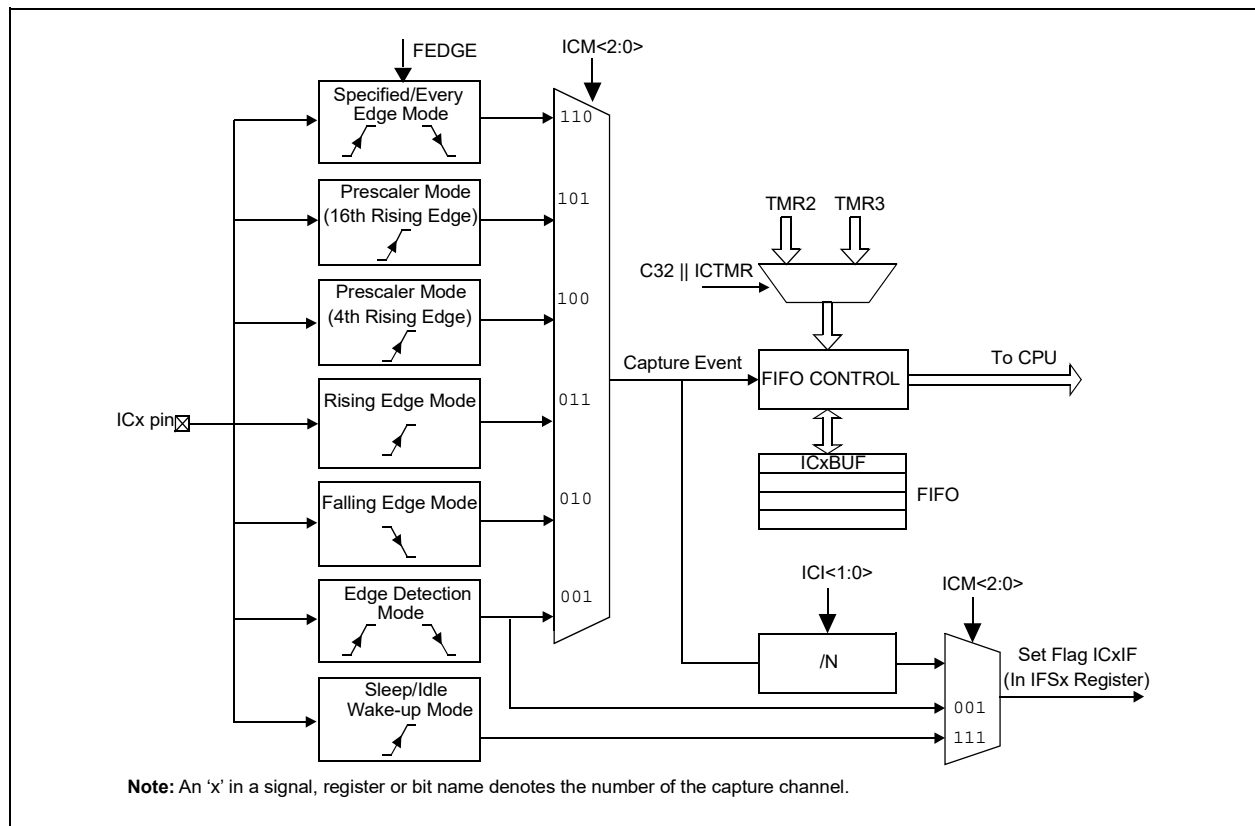 FEDGE
ICM<2:0>
Specified/Every
Edge Mode
110
Prescaler Mode
(16th Rising Edge)
101
TMR2
TMR3
C32 || ICTMR
Prescaler Mode
(4th Rising Edge)
100
Capture Event
FIFO CONTROL
To CPU
ICx pin
Rising Edge Mode
011
ICxBUF
FIFO
Falling Edge Mode
010
ICI<1:0>
ICM<2:0>
Edge Detection
Mode
001
/N
Set Flag ICxIF
(In IFSx Register)
Sleep/Idle
Wake-up Mode
001
111
Note: An ‘x’ in a signal, register or bit name denotes the number of the capture channel.